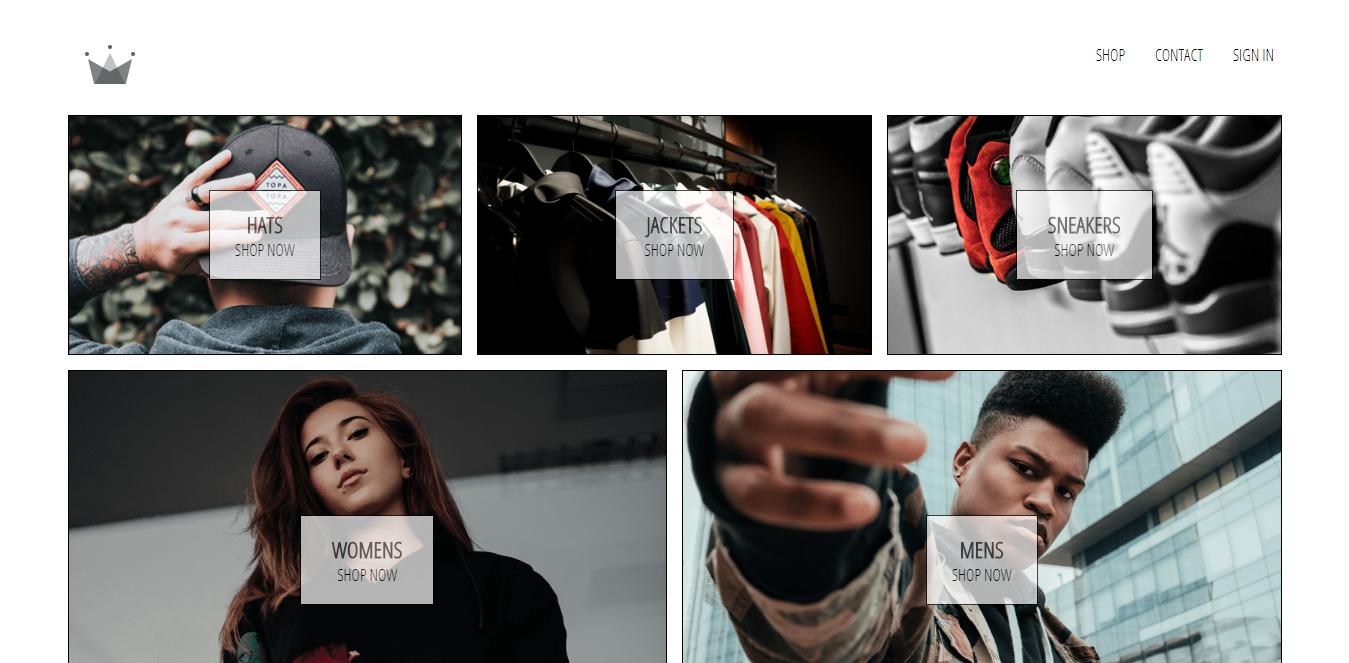 SHOP
CONTACT
SIGN IN
TOPA
TOPA
HATS
SHOP NOW
JACKETS
SHOP NOW
SNEAKERS
SHOP NOW
WOMENS
SHOP NOW
MENS
SHOP NOW